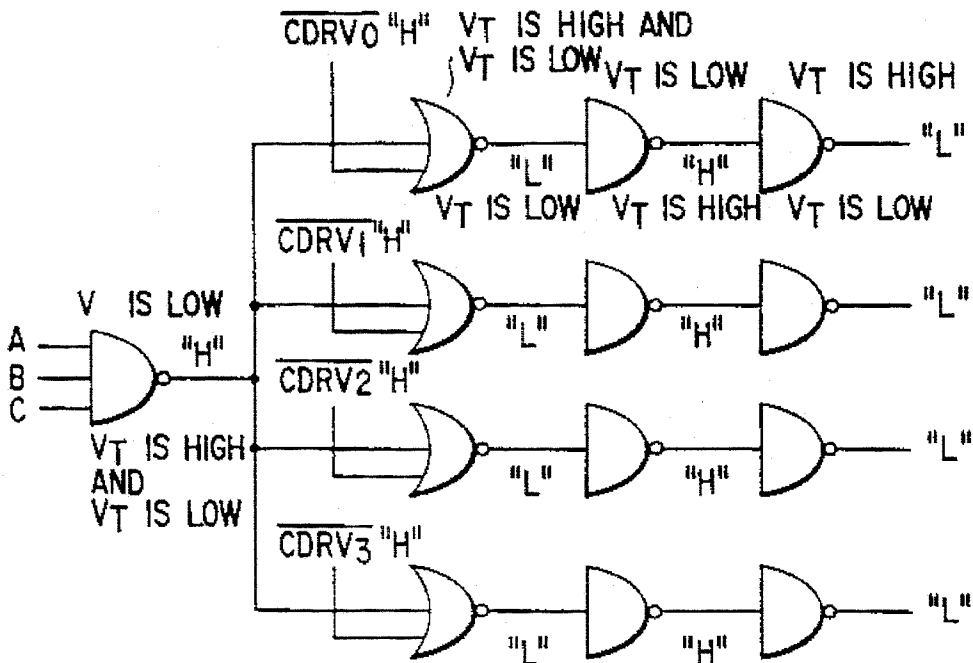 CDRV0 "H" VT IS HIGH AND
VT IS LOW VT IS LOW VT IS HIGH
"L" "H" "L"
VT IS LOW VT IS HIGH VT IS LOW
CDRV1 "H"
V IS LOW
"L" "H" "L"
A "H"
B
C
CDRV2 "H"
VT IS HIGH
AND
VT IS LOW
"L" "H" "L"
CDRV3 "H"
"L" "H" "L"